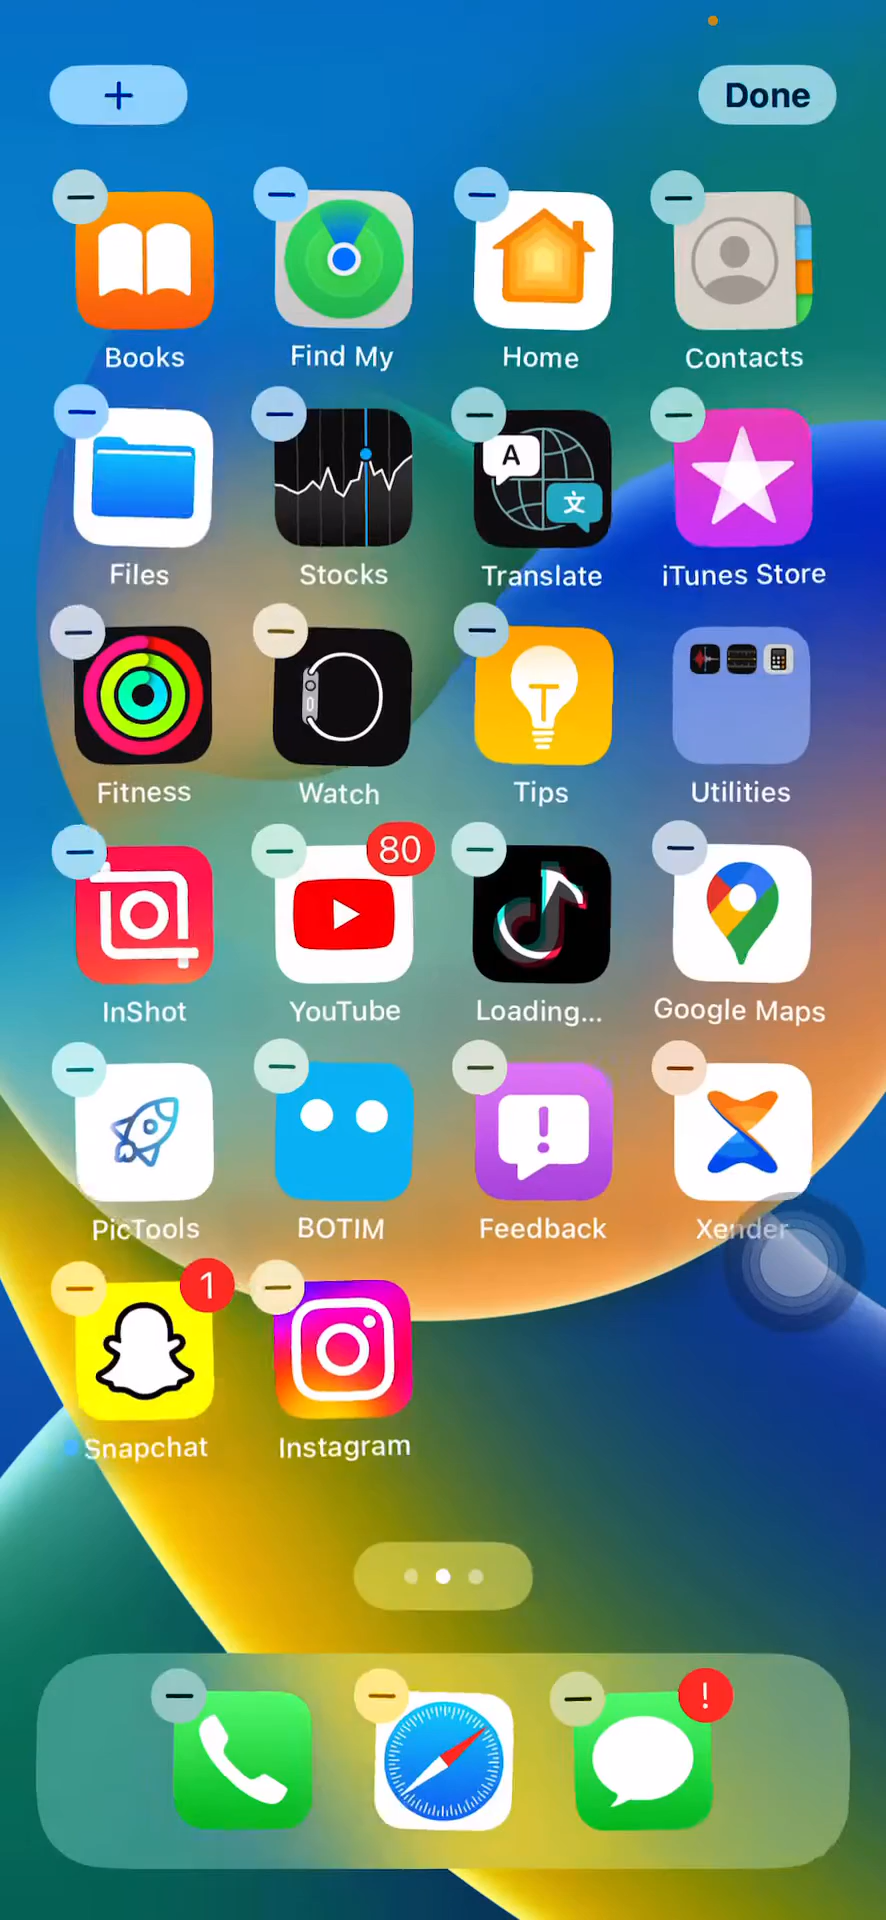 + Done
Books Find My Home Contacts
A 文
Files Stocks Translate iTunes Store
Fitness Watch Tips Utilities
80
InShot YouTube Loading... Google Maps
!
PicTools BOTIM Feedback Xender
1
Snapchat Instagram
!